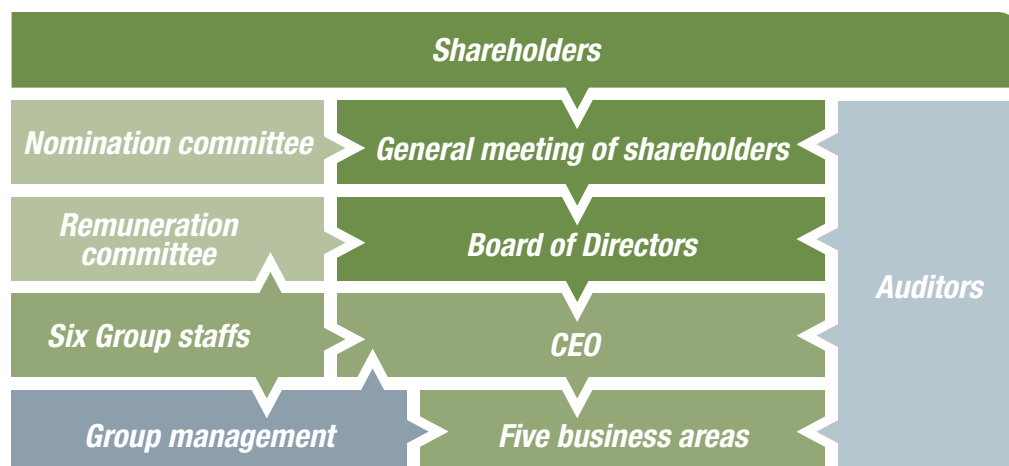 Shareholders
Nomination committee
General meeting of shareholders
Remuneration
committee
Board of Directors
Auditors
Six Group staffs
CEO
Group management
Five business areas